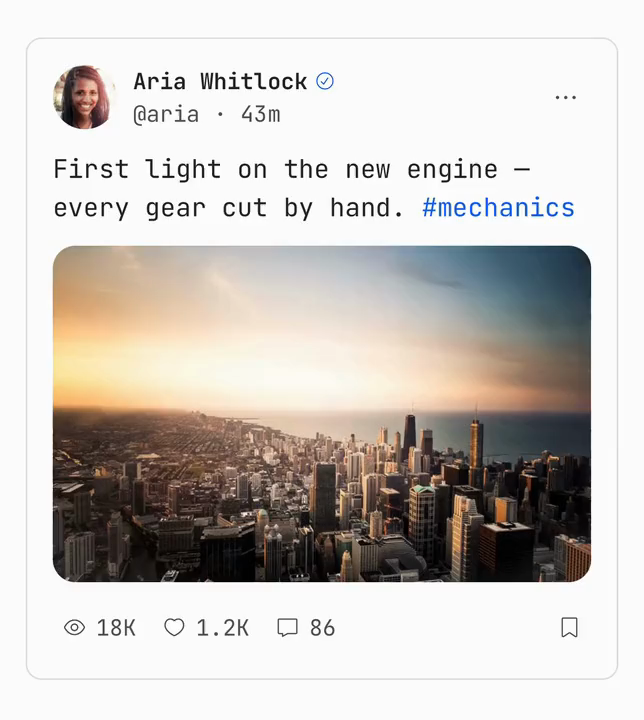 Aria Whitlock
@aria · 43m
First light on the new engine —
every gear cut by hand. #mechanics
18K 1.2K 86